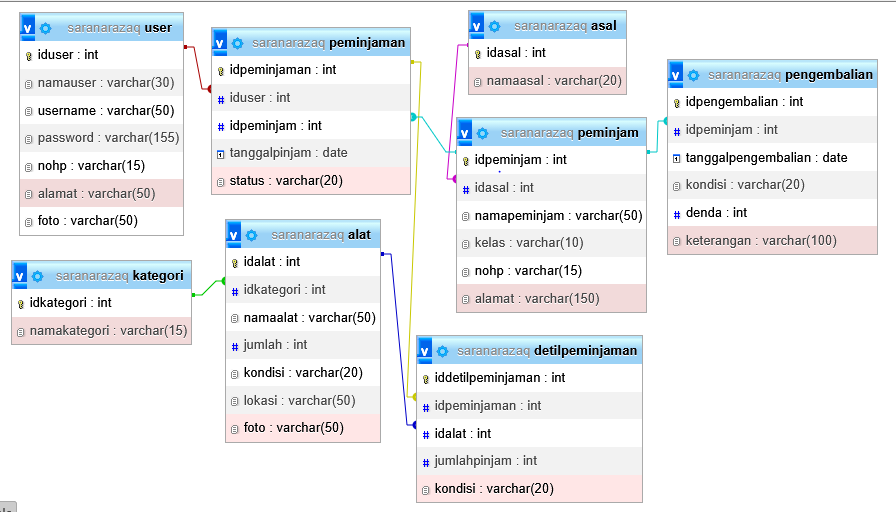 saranarazaq user
iduser : int
namauser : varchar(30)
username : varchar(50)
password : varchar(155)
nohp : varchar(15)
alamat : varchar(50)
foto : varchar(50)
saranarazaq peminjaman
idpeminjaman : int
iduser : int
idpeminjam : int
tanggalpinjam : date
status : varchar(20)
saranarazaq asal
idasal : int
namaasal : varchar(20)
saranarazaq pengembalian
idpengembalian : int
idpeminjam : int
tanggalpengembalian : date
kondisi : varchar(20)
denda : int
keterangan : varchar(100)
saranarazaq peminjam
idpeminjam : int
idasal : int
namapeminjam : varchar(50)
kelas : varchar(10)
nohp : varchar(15)
alamat : varchar(150)
saranarazaq kategori
idkategori : int
namakategori : varchar(15)
saranarazaq alat
idalat : int
idkategori : int
namaalat : varchar(50)
jumlah : int
kondisi : varchar(20)
lokasi : varchar(50)
foto : varchar(50)
saranarazaq detilpeminjaman
iddetilpeminjaman : int
idpeminjaman : int
idalat : int
jumlahpinjam : int
kondisi : varchar(20)